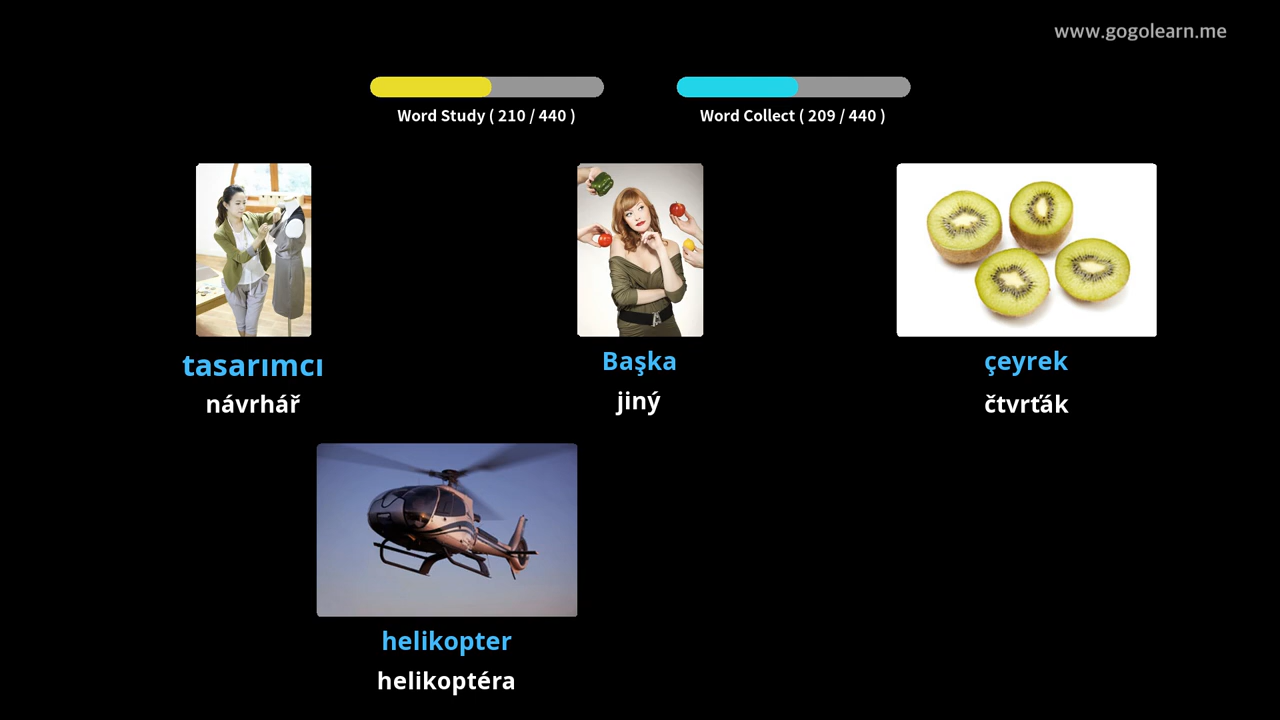 www.gogolearn.me
Word Study ( 210 / 440 )
Word Collect ( 209 / 440 )
tasarımcı
návrhář
Başka
jiný
çeyrek
čtvrťák
helikopter
helikoptéra